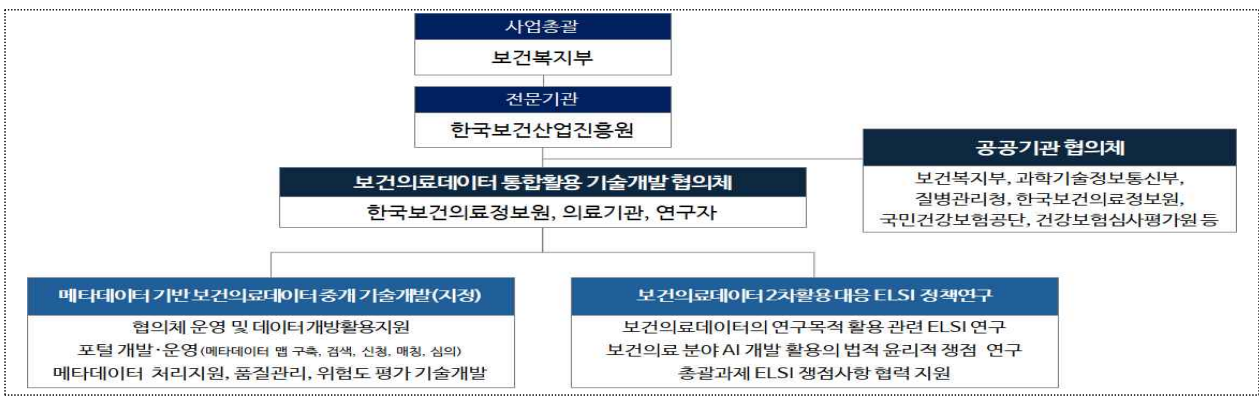 사업총괄
보건복지부
전문기관
한국보건산업진흥원
공공기관 협의체
보건복지부, 과학기술정보통신부,
질병관리청, 한국보건의료정보원,
국민건강보험공단, 건강보험심사평가원 등
보건의료데이터 통합활용 기술개발 협의체
한국보건의료정보원, 의료기관, 연구자
메타데이터 기반 보건의료데이터 중개 기술개발(지정)
협의체 운영 및 데이터개방활용지원
포털 개발·운영(메타데이터 맵 구축, 검색, 신청, 매칭, 심의)
메타데이터 처리지원, 품질관리, 위험도 평가 기술개발
보건의료데이터 2차활용 대응 ELSI 정책연구
보건의료데이터의 연구목적 활용 관련 ELSI 연구
보건의료 분야 AI 개발 활용의 법적 윤리적 쟁점 연구
총괄과제 ELSI 쟁점사항 협력 지원